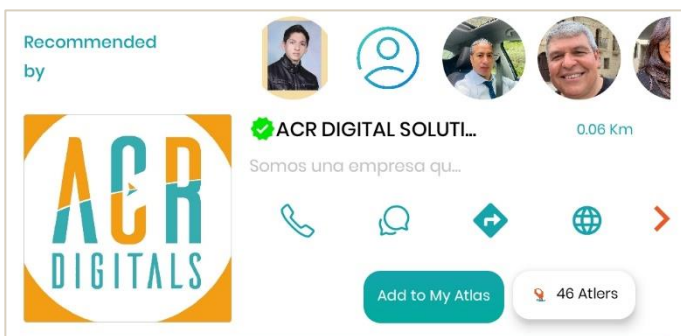 Recommended
by
ACR DIGITAL SOLUTI...
0.06 Km
Somos una empresa qu...
ACR
DIGITALS
Add to My Atlas
46 Atlers